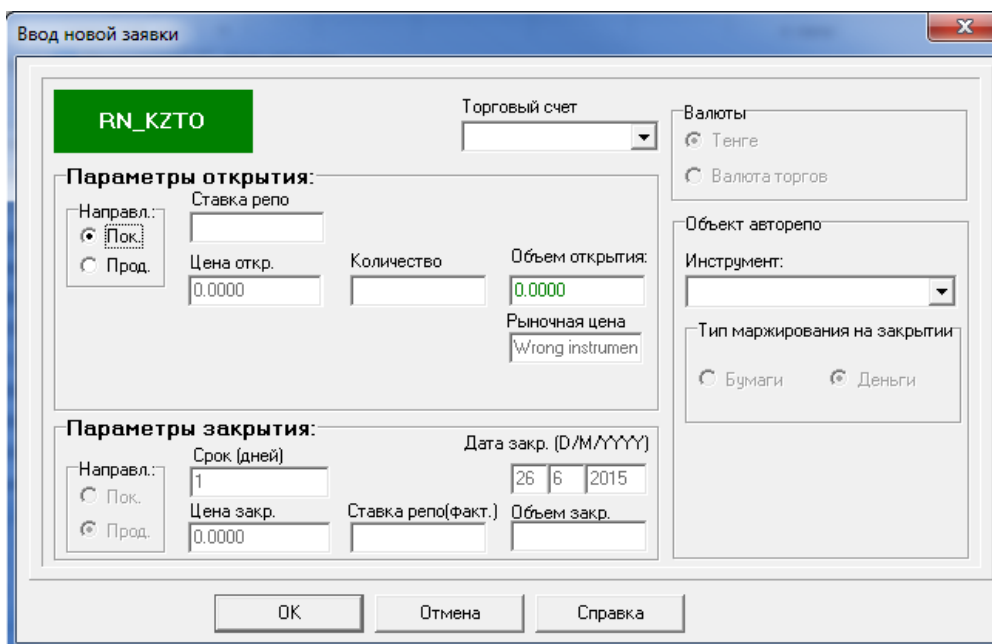 Ввод новой заявки
RN_KZTO
Торговый счет
Параметры открытия:
Направл.:
Пок.
Прод.
Ставка репо
Цена откр.
0.0000
Количество
Объем открытия:
0.0000
Рыночная цена
Wrong instrumen
Параметры закрытия:
Направл.:
Пок.
Прод.
Срок (дней)
1
Дата закр. (D/M/YYYY)
26 6 2015
Цена закр.
0.0000
Ставка репо(факт.)
Объем закр.
Валюты
Тенге
Валюта торгов
Объект авторепо
Инструмент:
Тип маржирования на закрытии
Бумаги Деньги
OK Отмена Справка